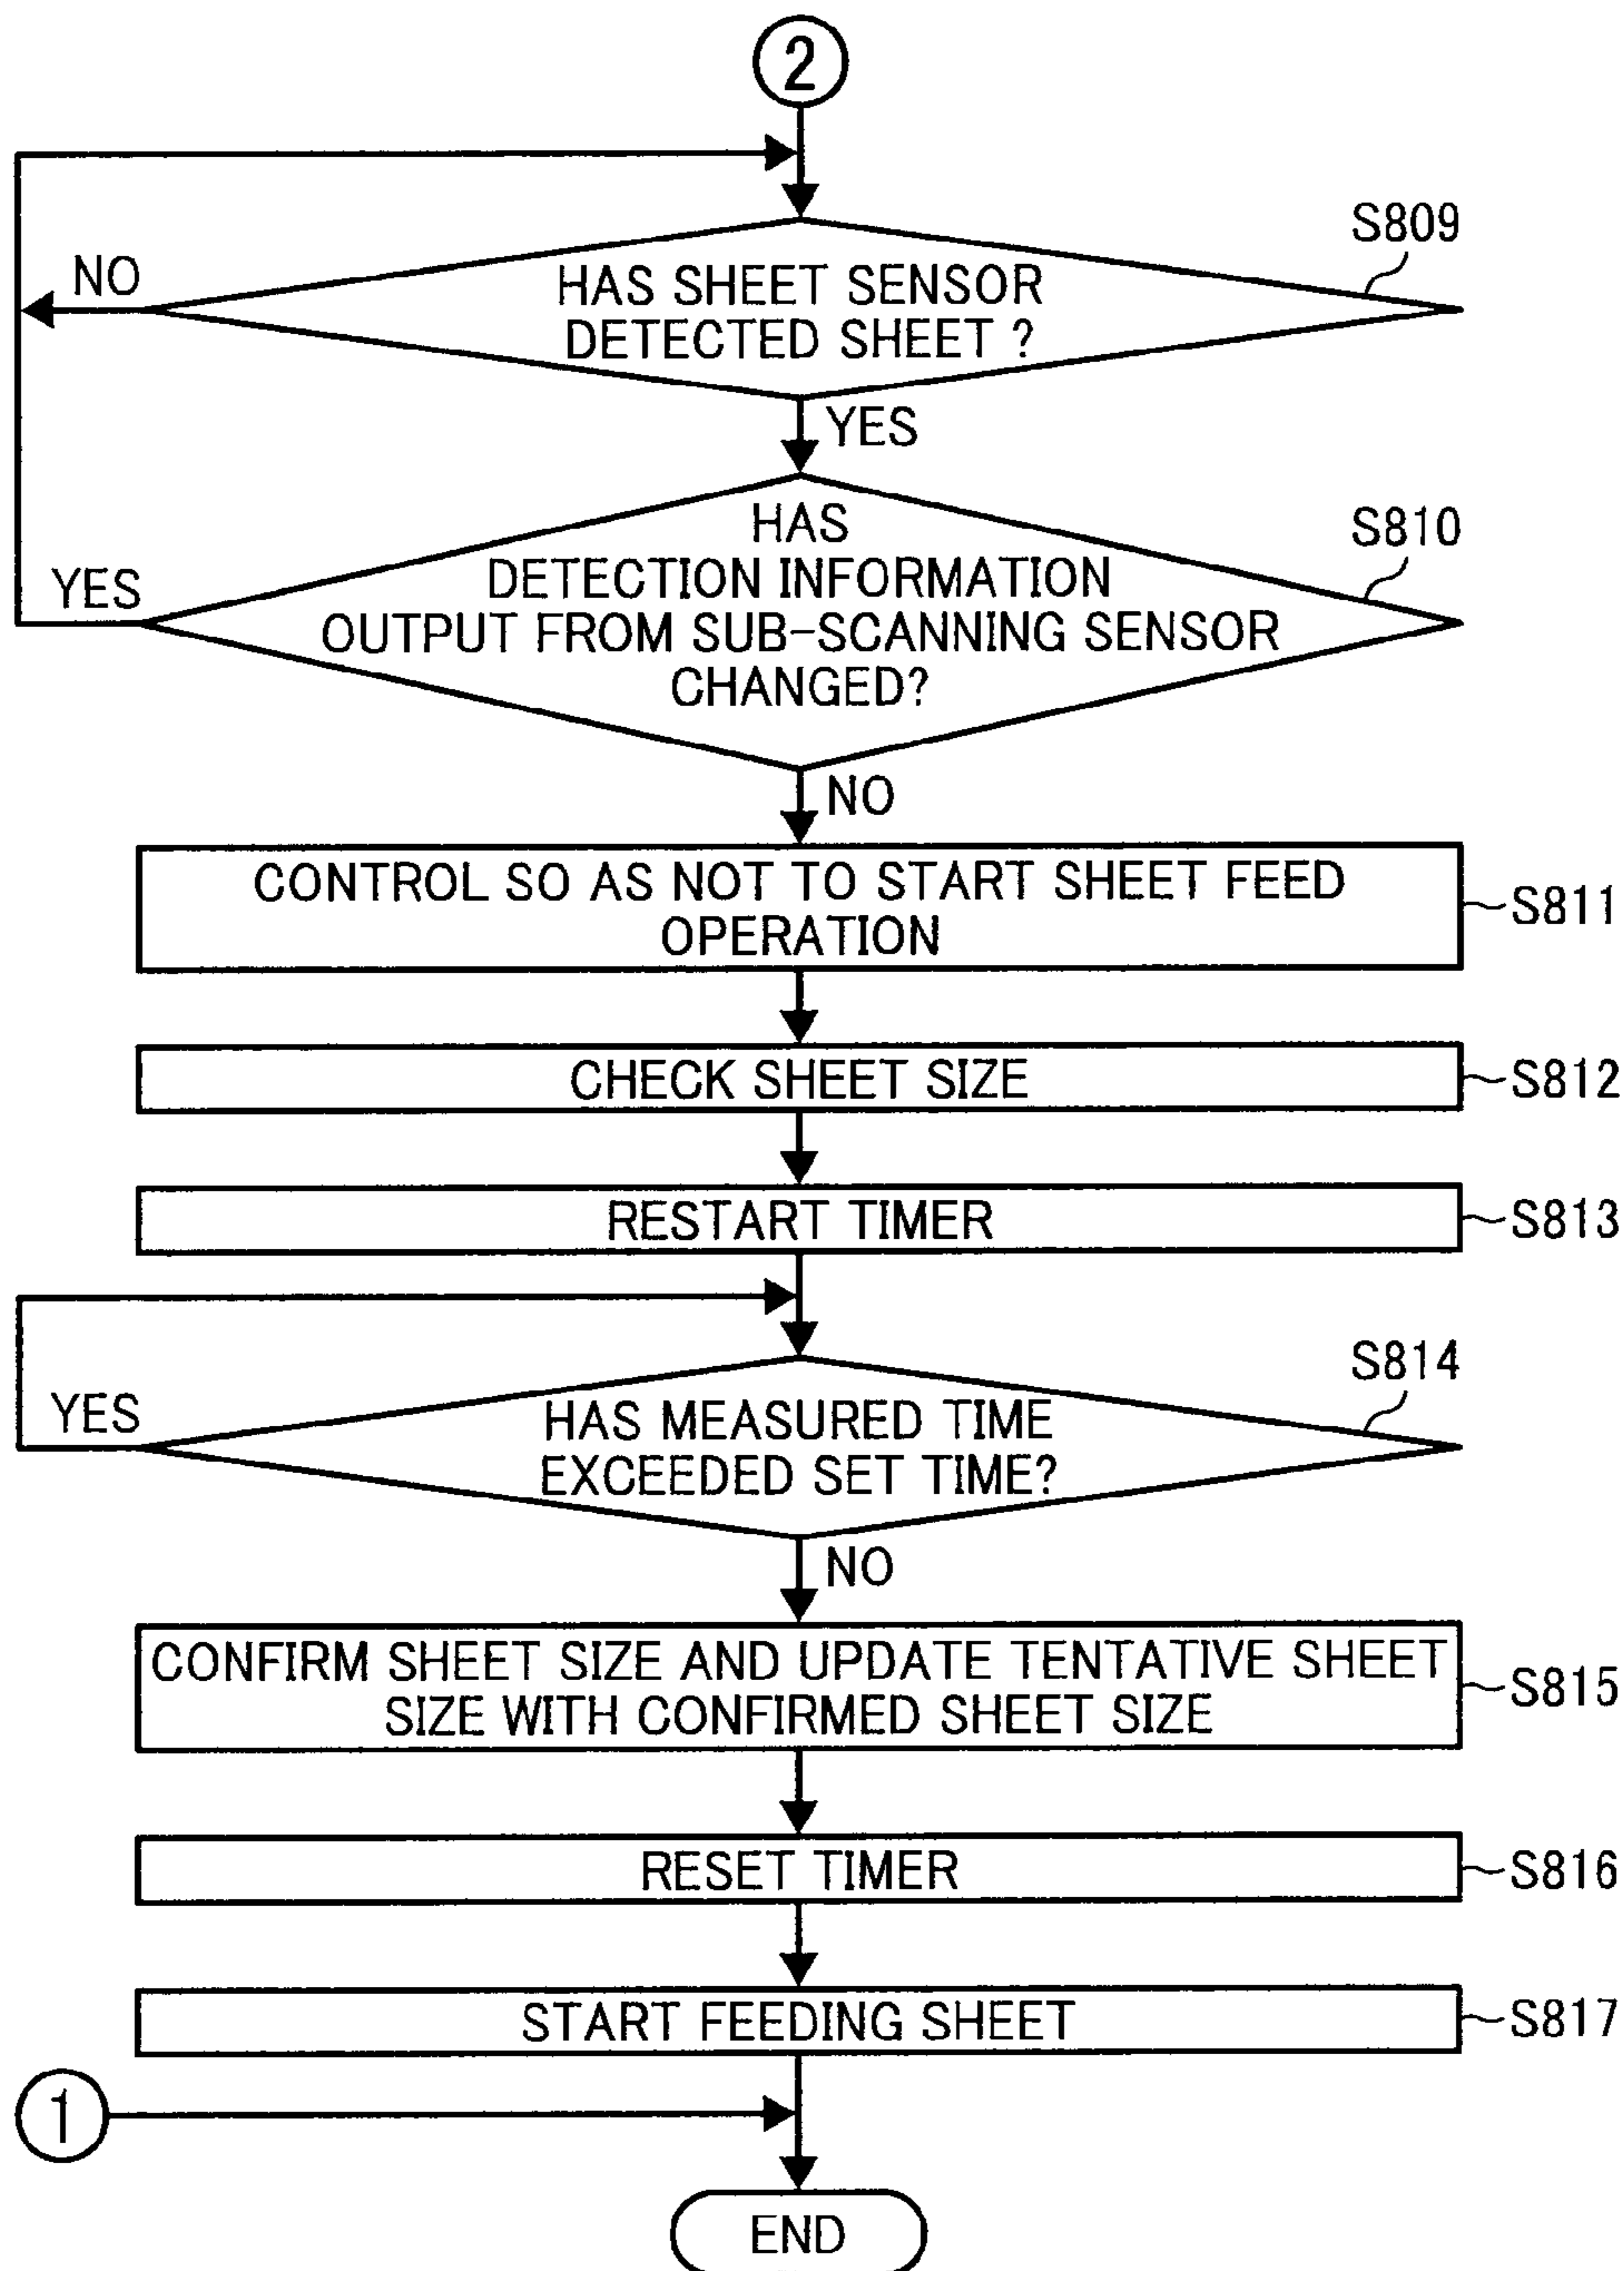 2
S809
NO
HAS SHEET SENSOR
DETECTED SHEET ?
YES
S810
HAS
DETECTION INFORMATION
YES
OUTPUT FROM SUB-SCANNING SENSOR
CHANGED?
NO
CONTROL SO AS NOT TO START SHEET FEED
OPERATION
S811
CHECK SHEET SIZE
S812
RESTART TIMER
S813
S814
YES
HAS MEASURED TIME
EXCEEDED SET TIME?
NO
CONFIRM SHEET SIZE AND UPDATE TENTATIVE SHEET
SIZE WITH CONFIRMED SHEET SIZE
S815
RESET TIMER
S816
START FEEDING SHEET
S817
1
END